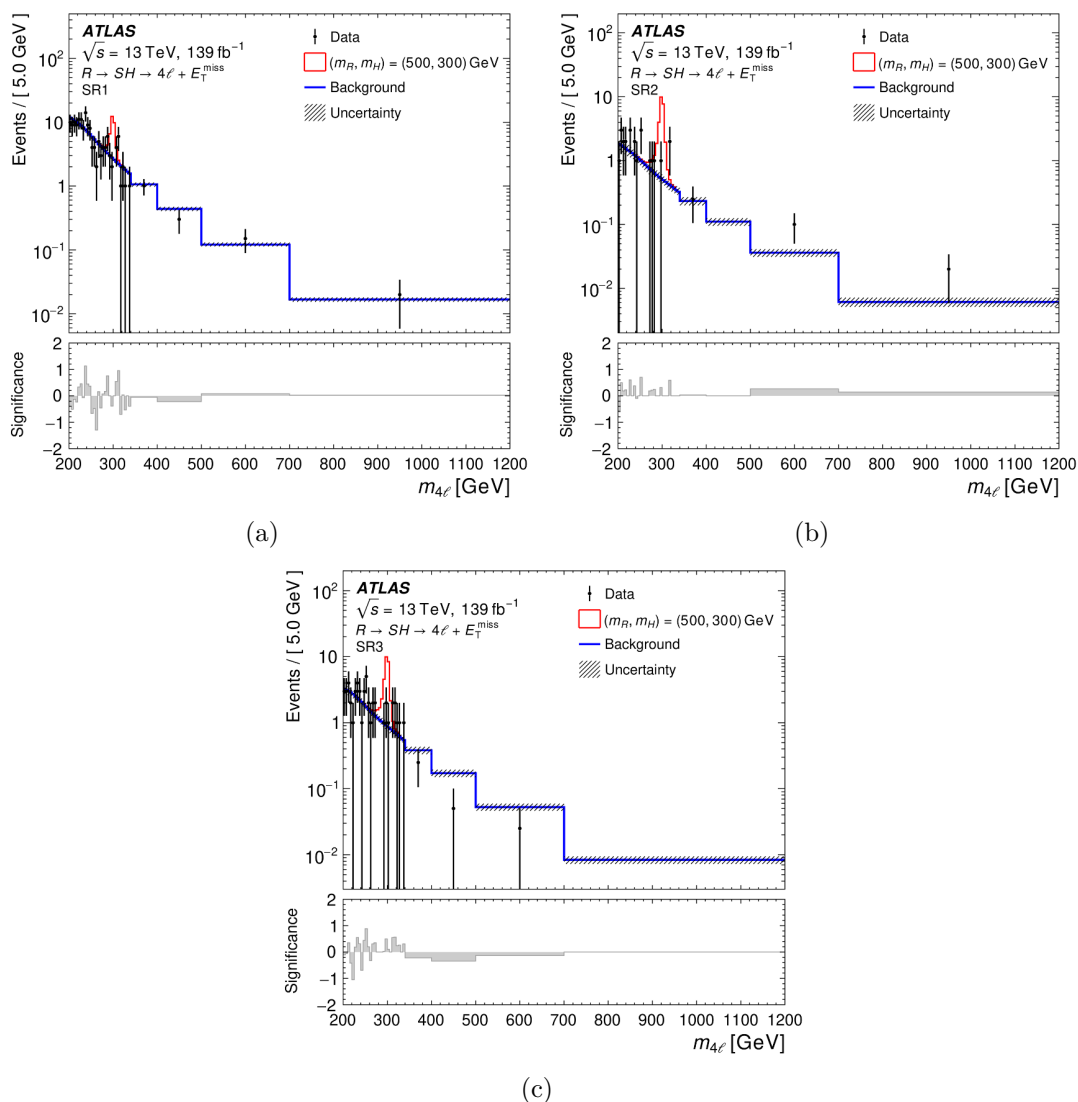 ATLAS
√s = 13 TeV, 139 fb⁻¹
R → SH → 4ℓ + E_T^miss
SR1
Data
(m_R, m_H) = (500, 300) GeV
Background
Uncertainty
Events / [ 5.0 GeV ]
10²
10
1
10⁻¹
10⁻²
Significance
2
1
0
−1
−2
200 300 400 500 600 700 800 900 1000 1100 1200
m_4ℓ [GeV]
(a)
ATLAS
√s = 13 TeV, 139 fb⁻¹
R → SH → 4ℓ + E_T^miss
SR2
Data
(m_R, m_H) = (500, 300) GeV
Background
Uncertainty
Events / [ 5.0 GeV ]
10²
10
1
10⁻¹
10⁻²
Significance
2
1
0
−1
−2
200 300 400 500 600 700 800 900 1000 1100 1200
m_4ℓ [GeV]
(b)
ATLAS
√s = 13 TeV, 139 fb⁻¹
R → SH → 4ℓ + E_T^miss
SR3
Data
(m_R, m_H) = (500, 300) GeV
Background
Uncertainty
Events / [ 5.0 GeV ]
10²
10
1
10⁻¹
10⁻²
Significance
2
1
0
−1
−2
200 300 400 500 600 700 800 900 1000 1100 1200
m_4ℓ [GeV]
(c)